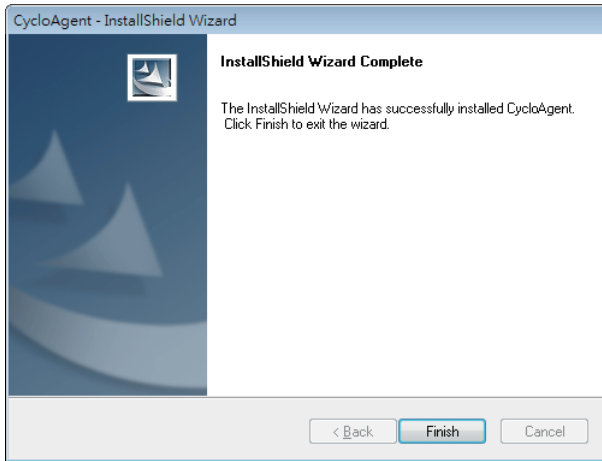 CycloAgent - InstallShield Wizard
InstallShield Wizard Complete
The InstallShield Wizard has successfully installed CycloAgent.
Click Finish to exit the wizard.
< Back
Finish
Cancel